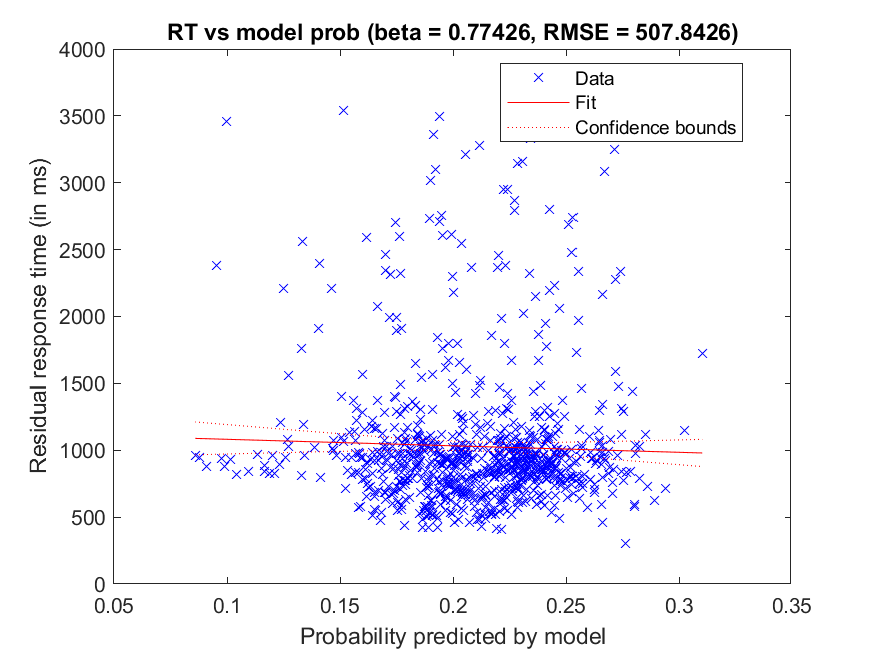 RT vs model prob (beta = 0.77426, RMSE = 507.8426)
4000
3500
3000
2500
2000
1500
1000
500
0
Residual response time (in ms)
Data
Fit
Confidence bounds
0.05 0.1 0.15 0.2 0.25 0.3 0.35
Probability predicted by model